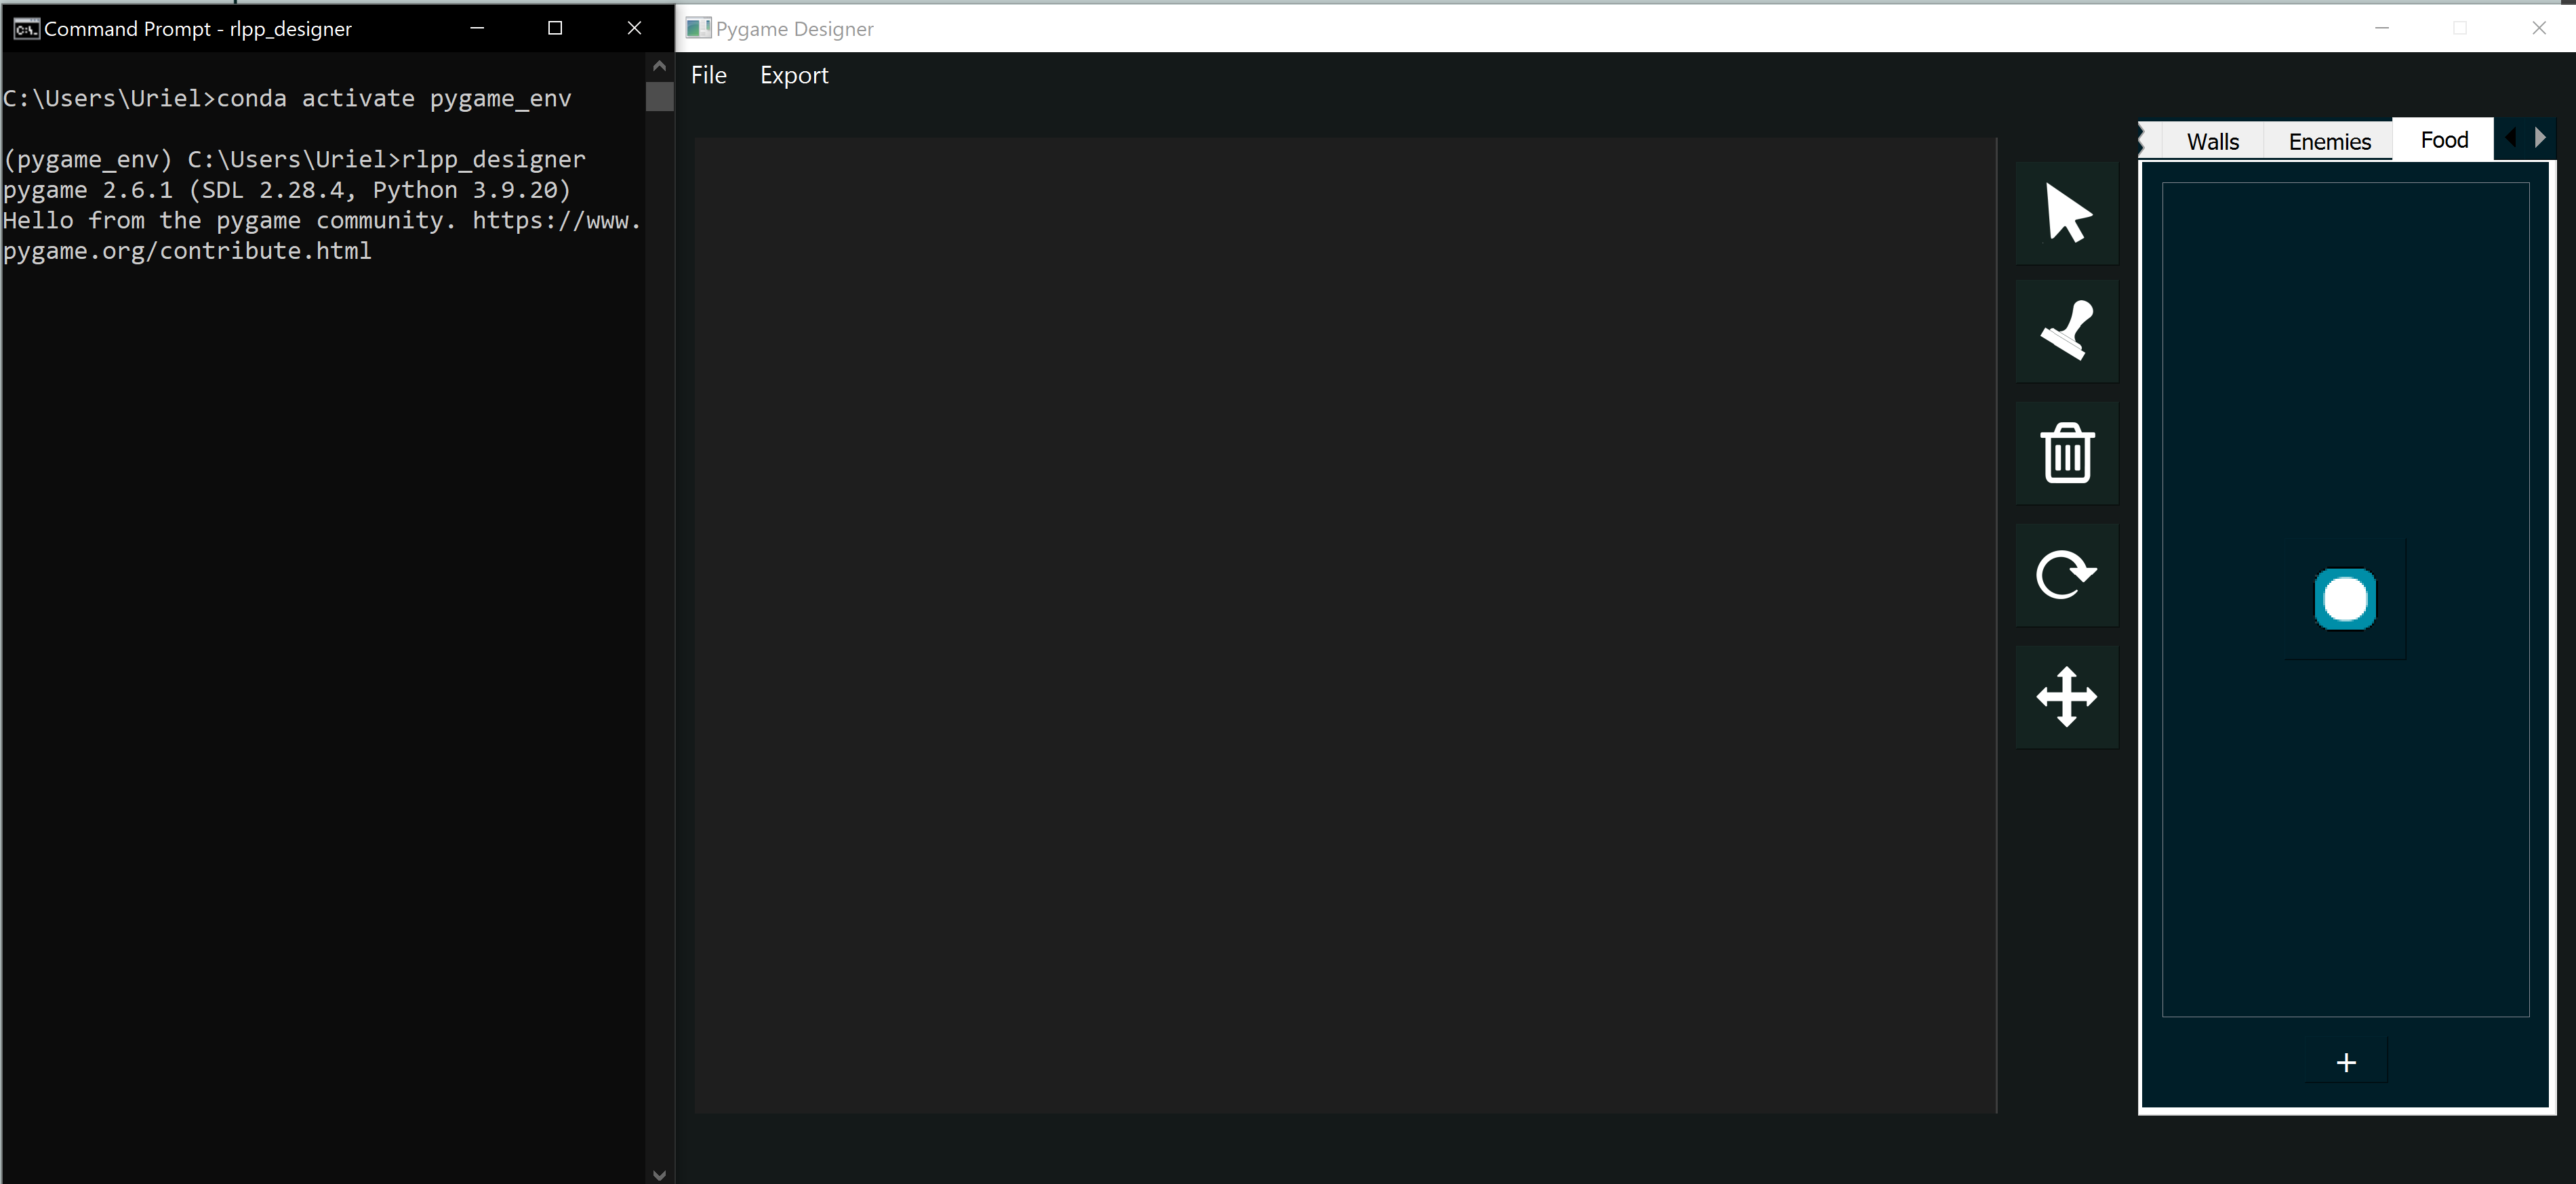 Command Prompt - rlpp_designer
C:\Users\Uriel>conda activate pygame_env
(pygame_env) C:\Users\Uriel>rlpp_designer
pygame 2.6.1 (SDL 2.28.4, Python 3.9.20)
Hello from the pygame community. https://www.
pygame.org/contribute.html
Pygame Designer
File Export
Walls Enemies Food
+